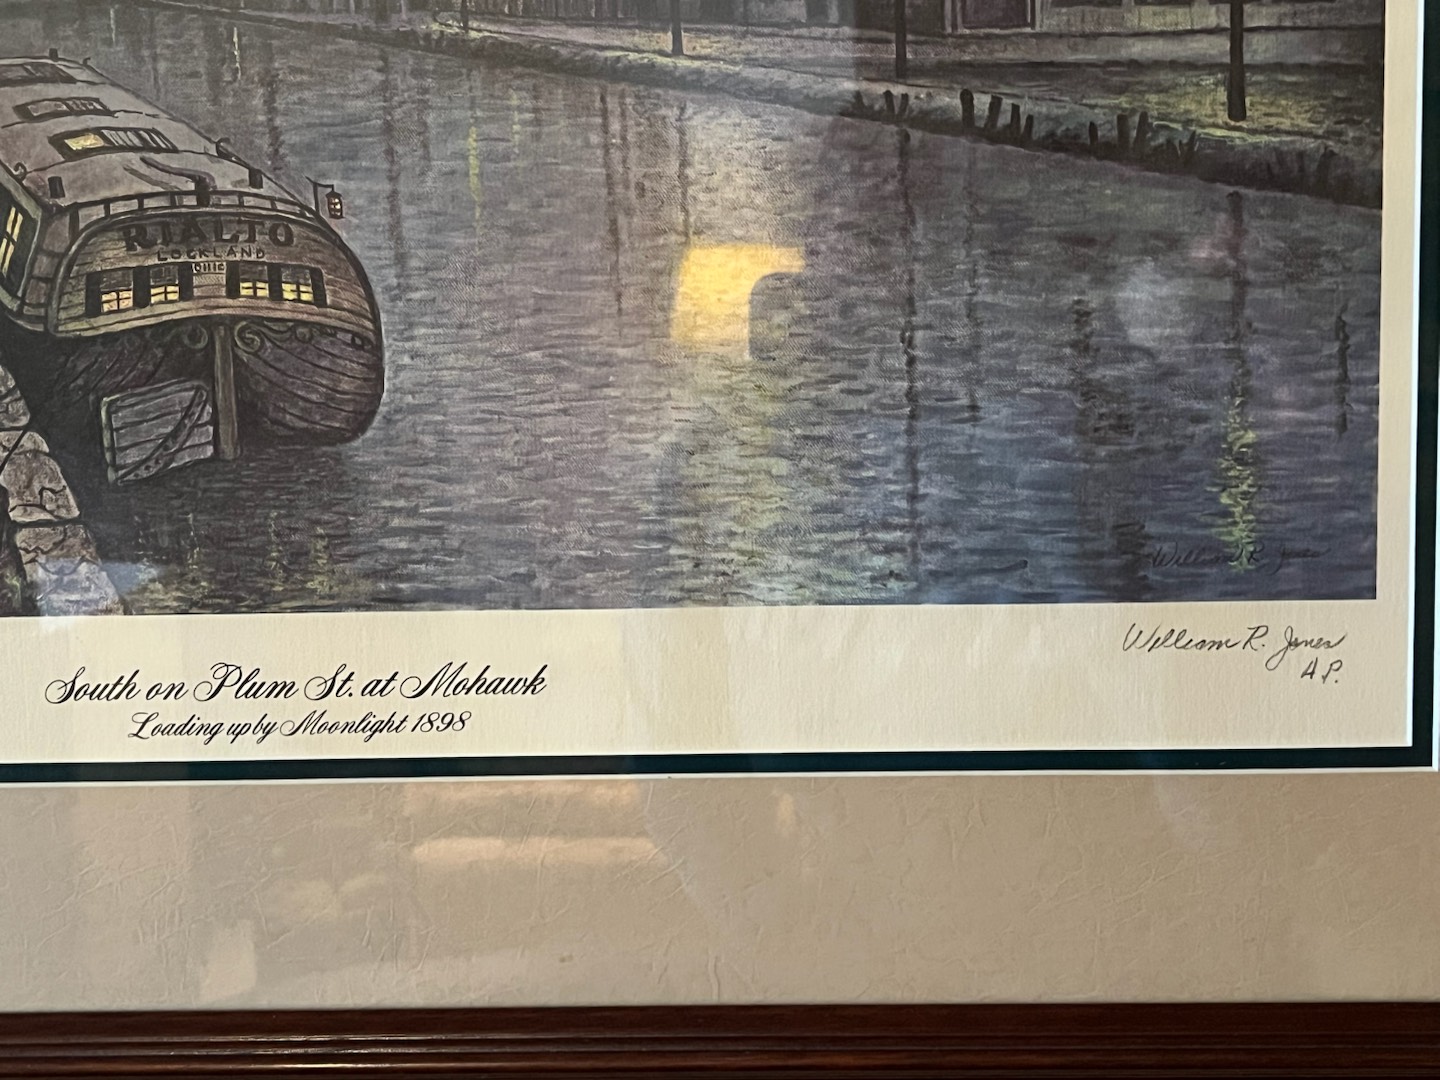 RIALTO
LOCKLAND
OHIO
William R. Jones
William R. Jones
A.P.
South on Plum St. at Mohawk
Loading up by Moonlight 1898